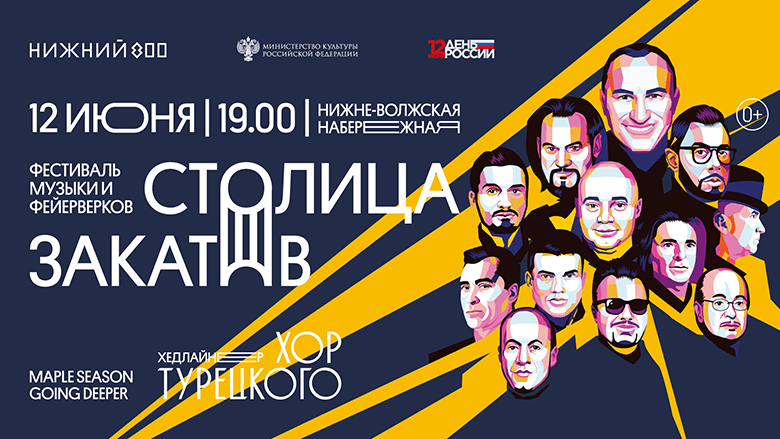 НИЖНИЙ 800
МИНИСТЕРСТВО КУЛЬТУРЫ
РОССИЙСКОЙ ФЕДЕРАЦИИ
12 ДЕНЬ
РОССИИ
12 ИЮНЯ | 19.00 | НИЖНЕ-ВОЛЖСКАЯ
НАБЕРЕЖНАЯ
0+
ФЕСТИВАЛЬ
МУЗЫКИ И
ФЕЙЕРВЕРКОВ
СТОЛИЦА
ЗАКАТОВ
ХЕДЛАЙНЕР ХОР
ТУРЕЦКОГО
MAPLE SEASON
GOING DEEPER